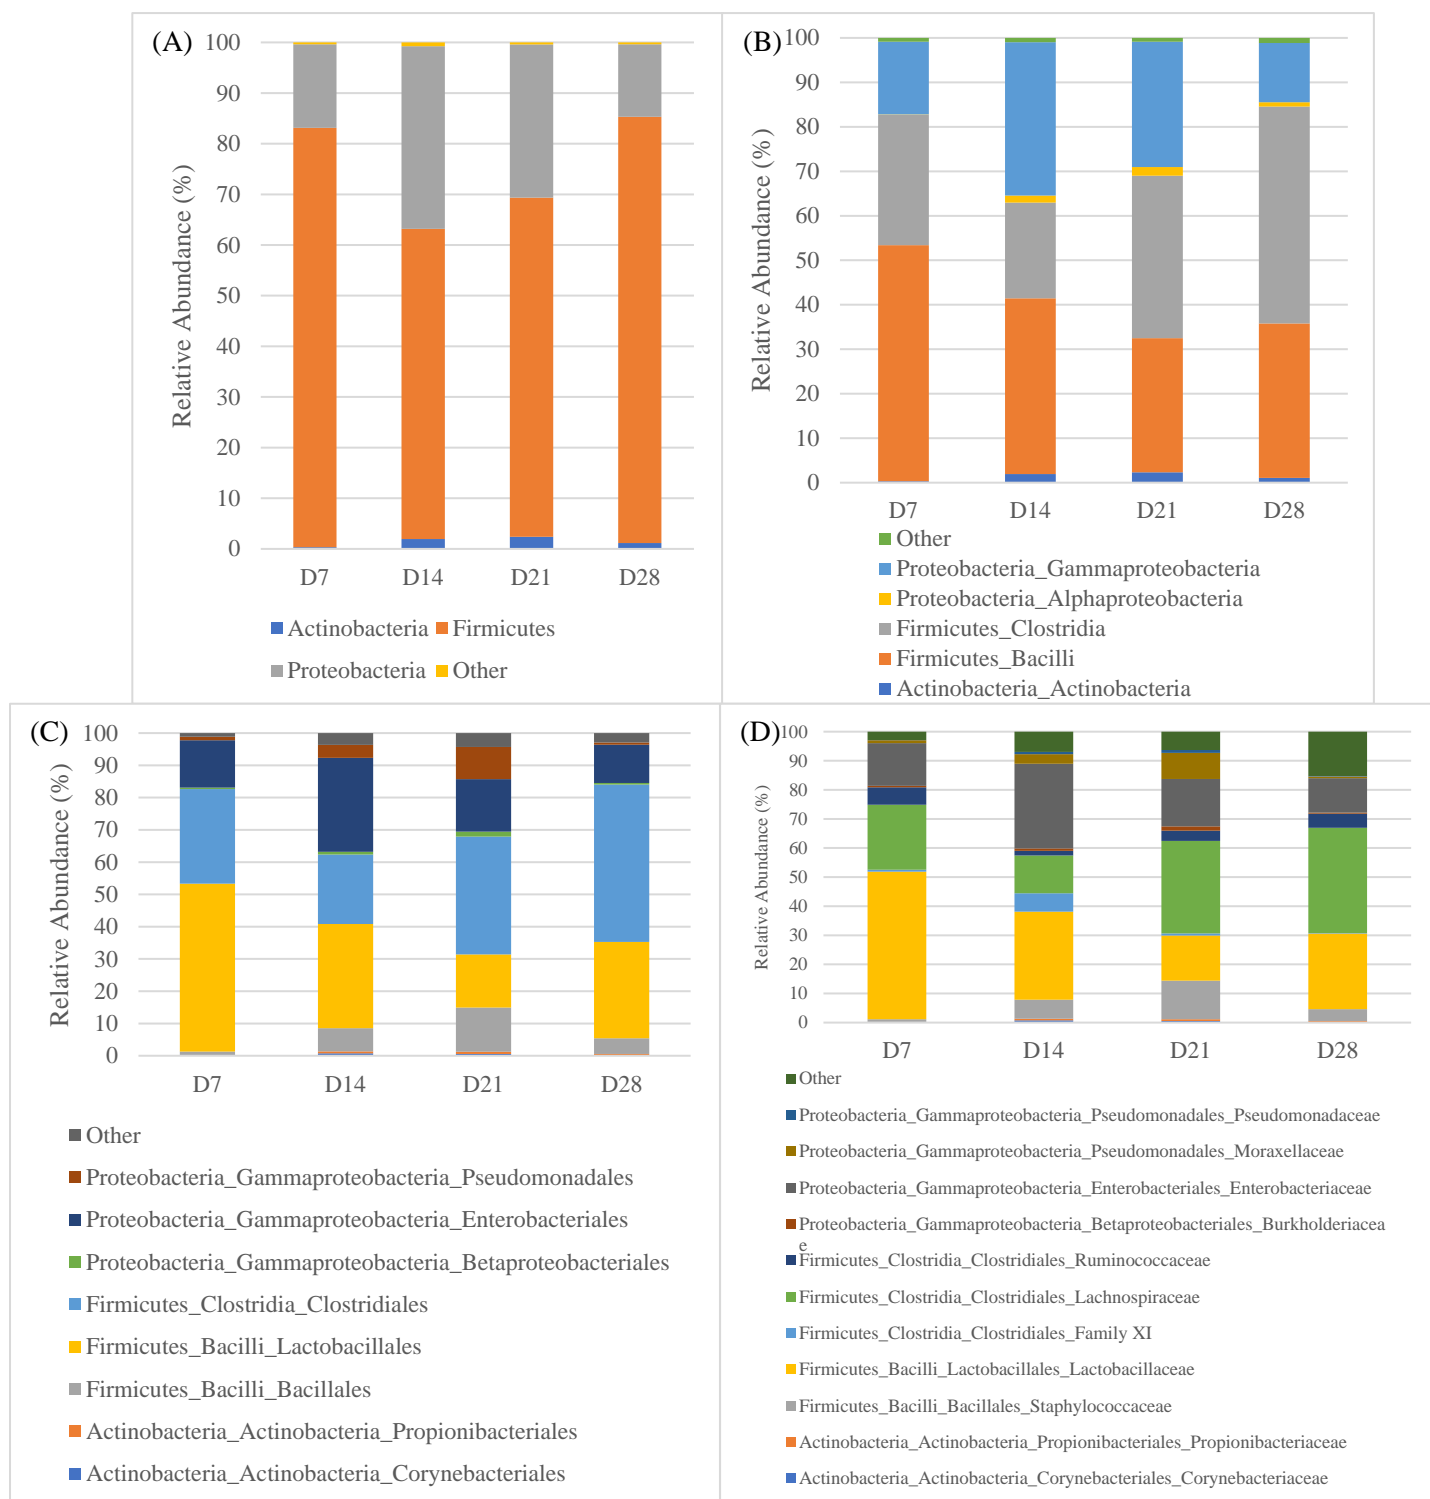 (A)
100
90
80
70
60
50
40
30
20
10
0
Relative Abundance (%)
D7 D14 D21 D28
Actinobacteria Firmicutes
Proteobacteria Other
(B)
100
90
80
70
60
50
40
30
20
10
0
Relative Abundance (%)
D7 D14 D21 D28
Other
Proteobacteria_Gammaproteobacteria
Proteobacteria_Alphaproteobacteria
Firmicutes_Clostridia
Firmicutes_Bacilli
Actinobacteria_Actinobacteria
(C)
100
90
80
70
60
50
40
30
20
10
0
Relative Abundance (%)
D7 D14 D21 D28
Other
Proteobacteria_Gammaproteobacteria_Pseudomonadales
Proteobacteria_Gammaproteobacteria_Enterobacteriales
Proteobacteria_Gammaproteobacteria_Betaproteobacteriales
Firmicutes_Clostridia_Clostridiales
Firmicutes_Bacilli_Lactobacillales
Firmicutes_Bacilli_Bacillales
Actinobacteria_Actinobacteria_Propionibacteriales
Actinobacteria_Actinobacteria_Corynebacteriales
(D)
100
90
80
70
60
50
40
30
20
10
0
Relative Abundance (%)
D7 D14 D21 D28
Other
Proteobacteria_Gammaproteobacteria_Pseudomonadales_Pseudomonadaceae
Proteobacteria_Gammaproteobacteria_Pseudomonadales_Moraxellaceae
Proteobacteria_Gammaproteobacteria_Enterobacteriales_Enterobacteriaceae
Proteobacteria_Gammaproteobacteria_Betaproteobacteriales_Burkholderiacea
e
Firmicutes_Clostridia_Clostridiales_Ruminococcaceae
Firmicutes_Clostridia_Clostridiales_Lachnospiraceae
Firmicutes_Clostridia_Clostridiales_Family XI
Firmicutes_Bacilli_Lactobacillales_Lactobacillaceae
Firmicutes_Bacilli_Bacillales_Staphylococcaceae
Actinobacteria_Actinobacteria_Propionibacteriales_Propionibacteriaceae
Actinobacteria_Actinobacteria_Corynebacteriales_Corynebacteriaceae